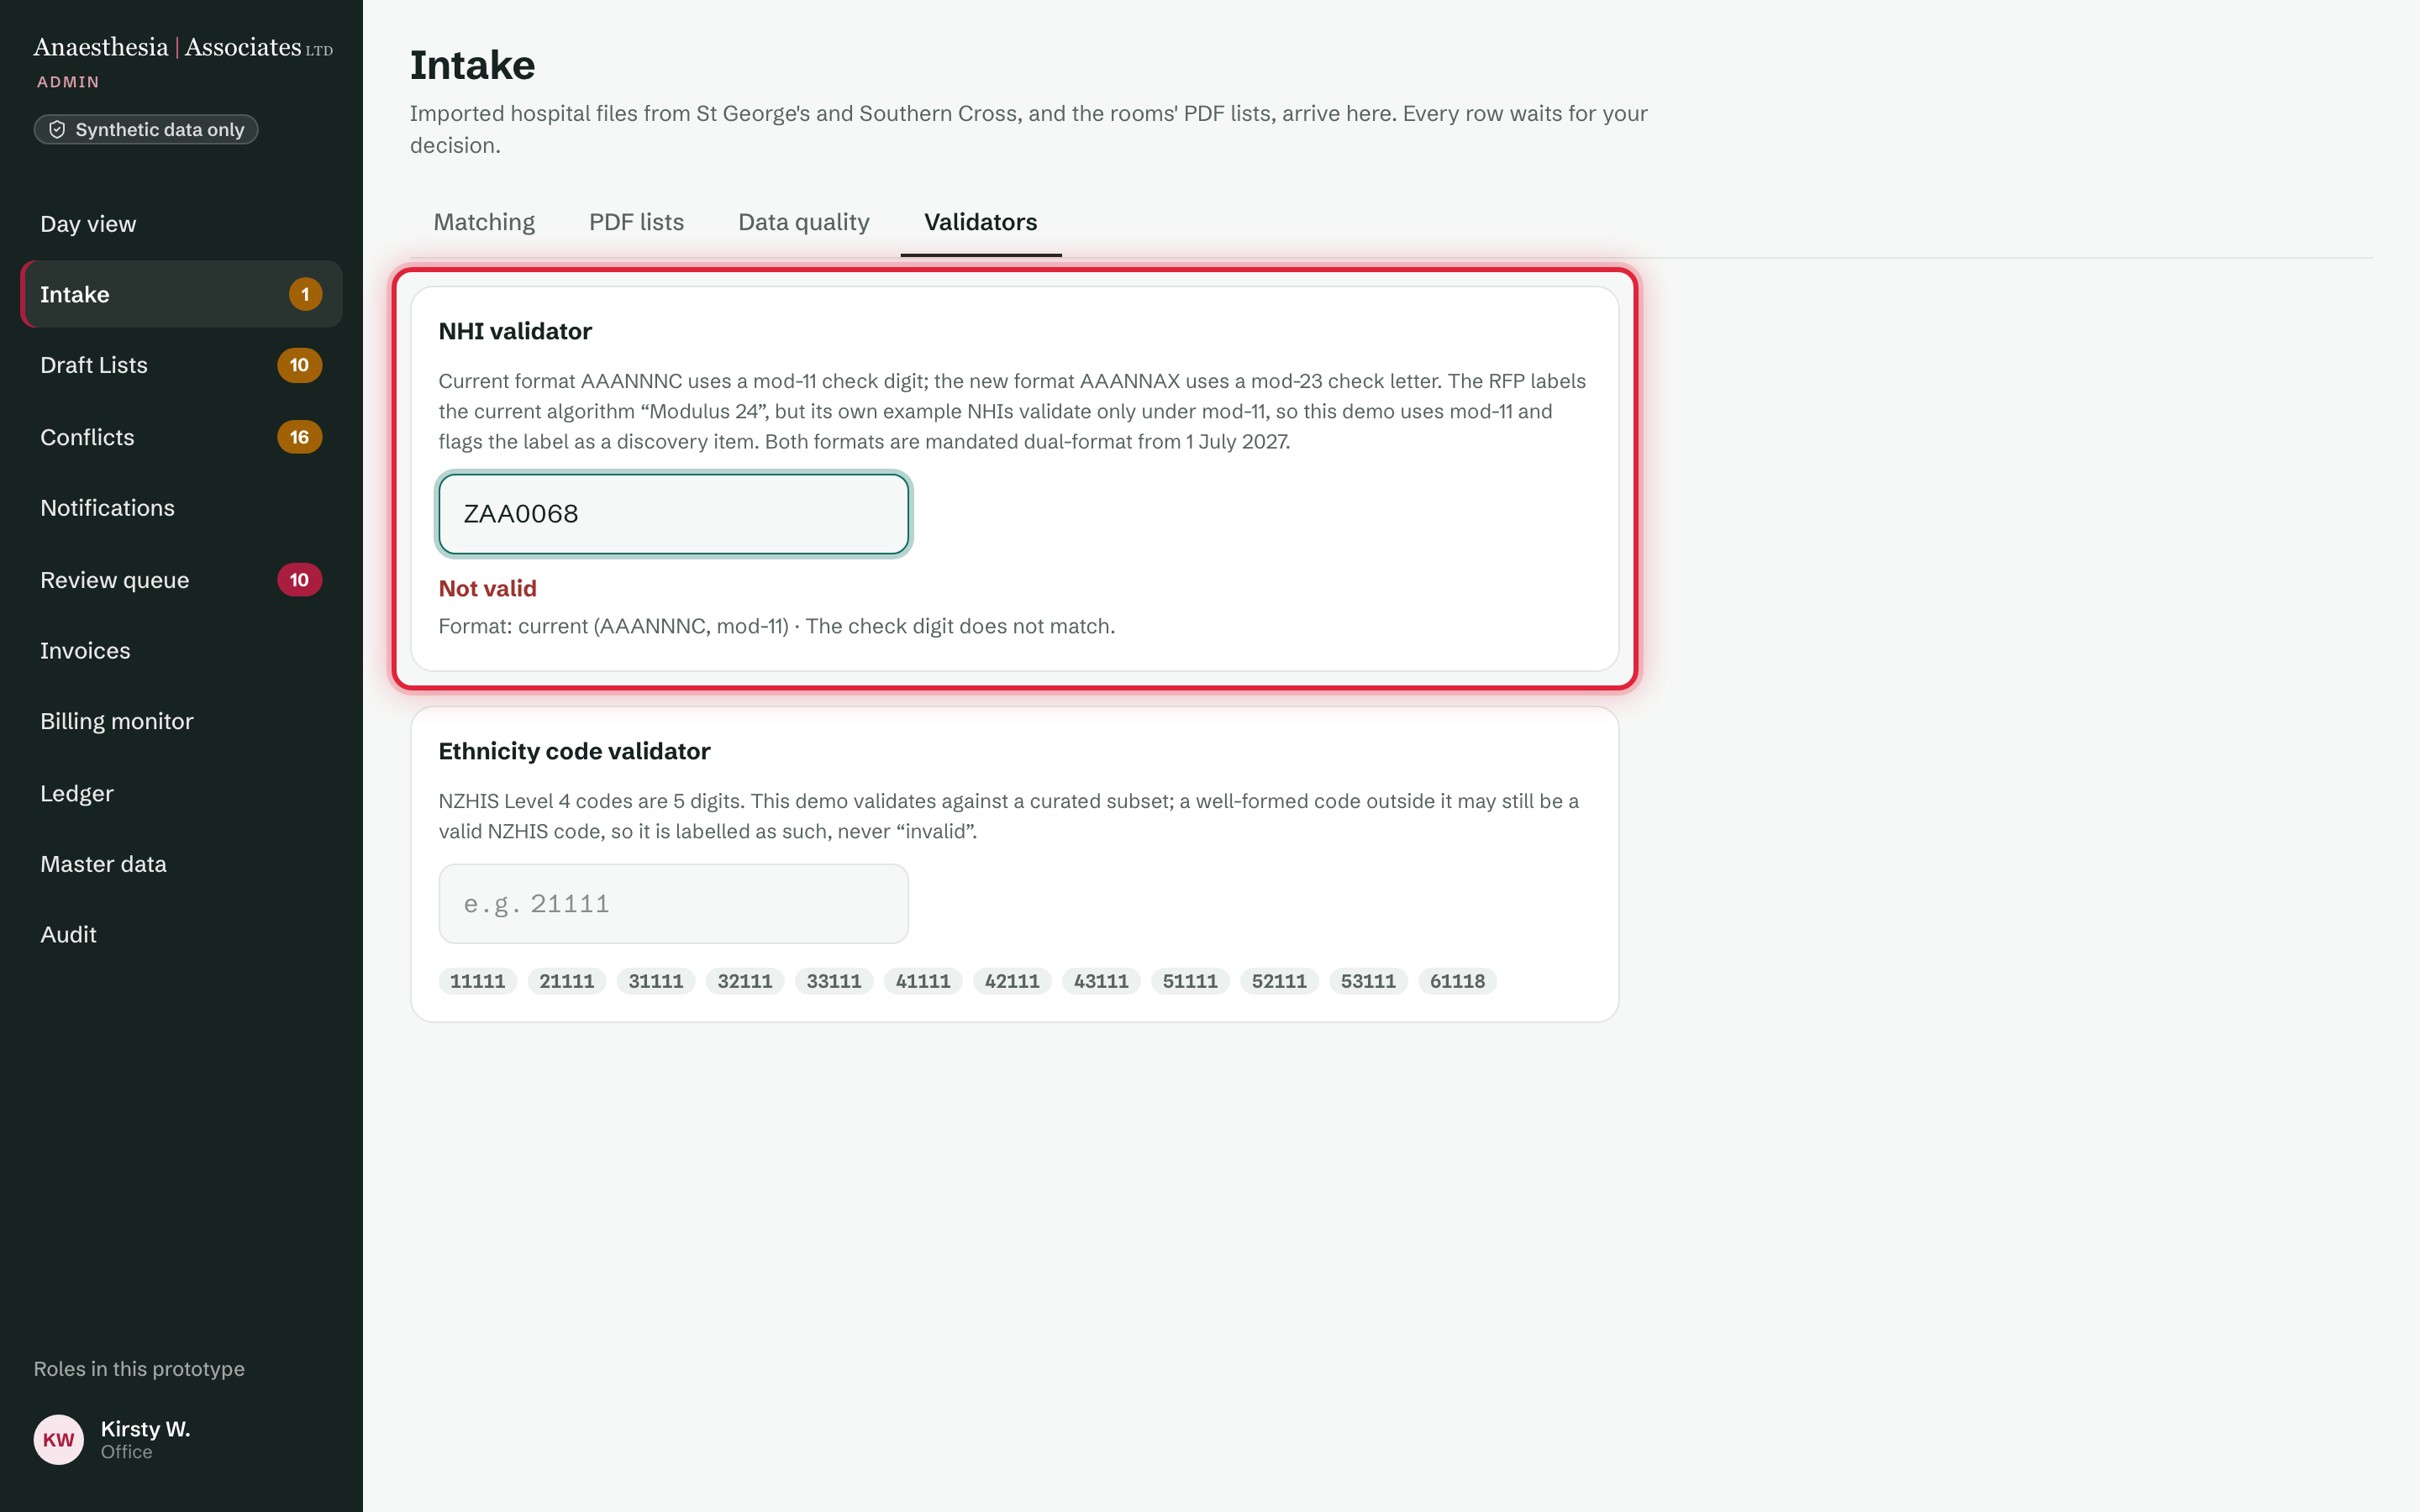 Anaesthesia | Associates LTD
ADMIN
Synthetic data only
Day view
Intake 1
Draft Lists 10
Conflicts 16
Notifications
Review queue 10
Invoices
Billing monitor
Ledger
Master data
Audit
Roles in this prototype
KW
Kirsty W.
Office
Intake
Imported hospital files from St George's and Southern Cross, and the rooms' PDF lists, arrive here. Every row waits for your
decision.
Matching PDF lists Data quality Validators
NHI validator
Current format AAANNNC uses a mod-11 check digit; the new format AAANNAX uses a mod-23 check letter. The RFP labels
the current algorithm “Modulus 24”, but its own example NHIs validate only under mod-11, so this demo uses mod-11 and
flags the label as a discovery item. Both formats are mandated dual-format from 1 July 2027.
ZAA0068
Not valid
Format: current (AAANNNC, mod-11) · The check digit does not match.
Ethnicity code validator
NZHIS Level 4 codes are 5 digits. This demo validates against a curated subset; a well-formed code outside it may still be a
valid NZHIS code, so it is labelled as such, never “invalid”.
e.g. 21111
11111 21111 31111 32111 33111 41111 42111 43111 51111 52111 53111 61118